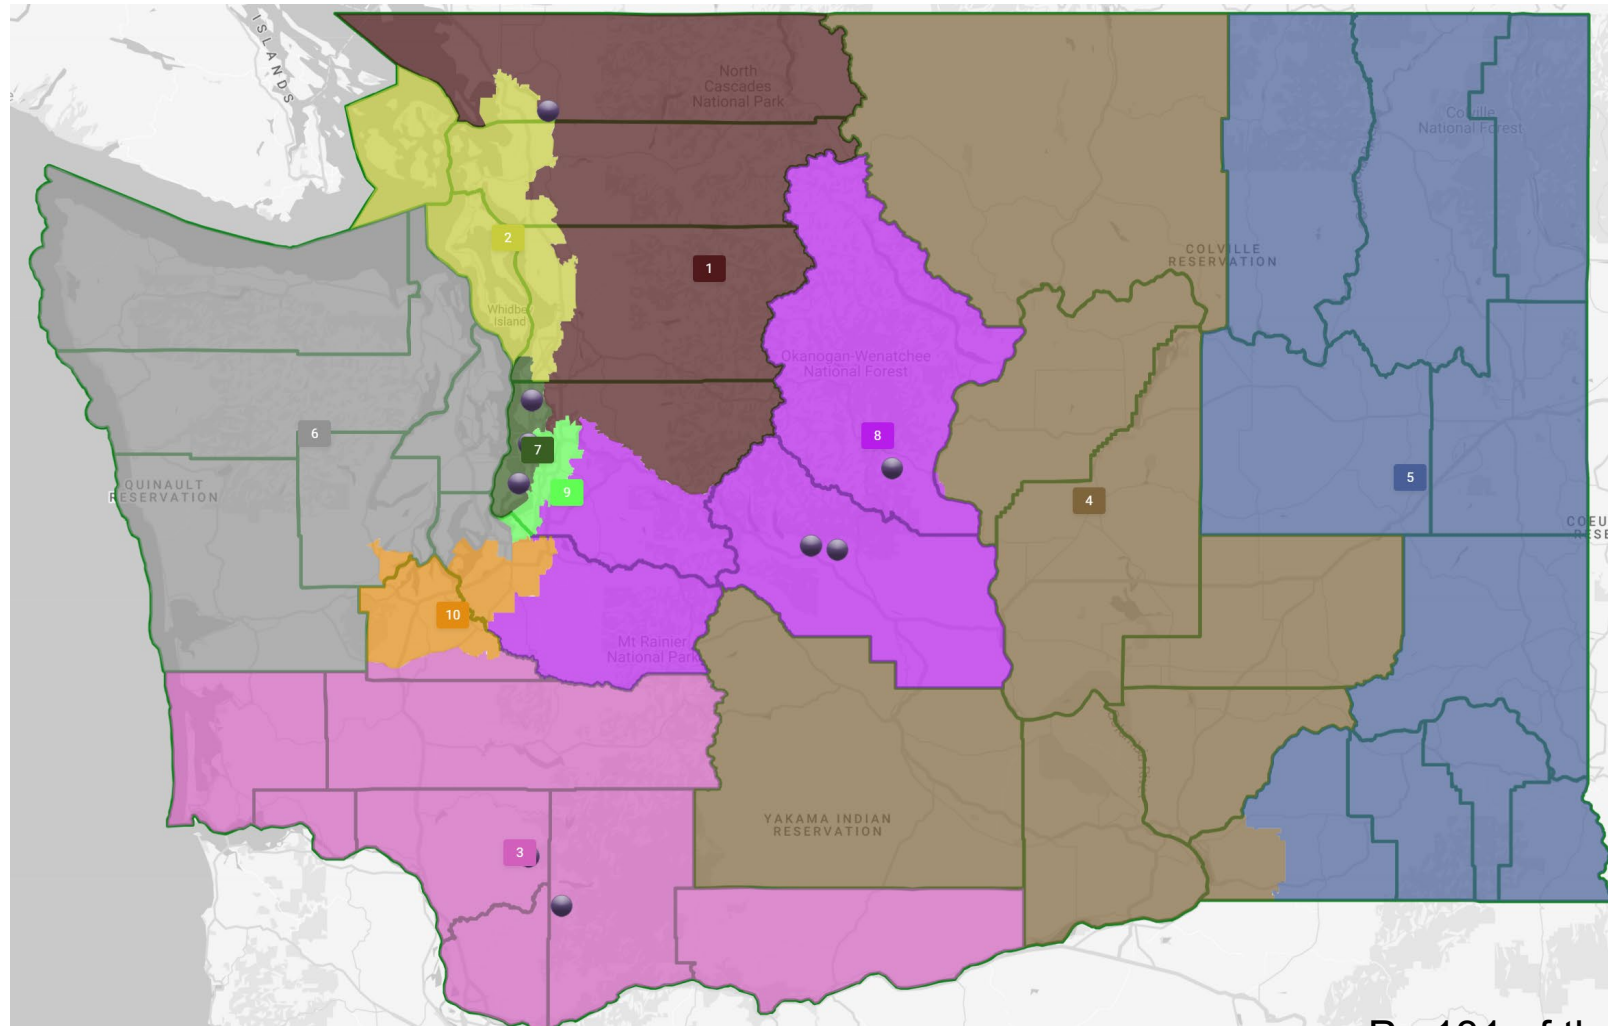 ISLANDS
North
Cascades
National Park
Colville
National Forest
2
COLVILLE
RESERVATION
1
Island
Okanogan-Wenatchee
National Forest
6
8
7
QUINAULT
RESERVATION
9
4
5
10
Mt Rainier
National Park
YAKAMA INDIAN
RESERVATION
3